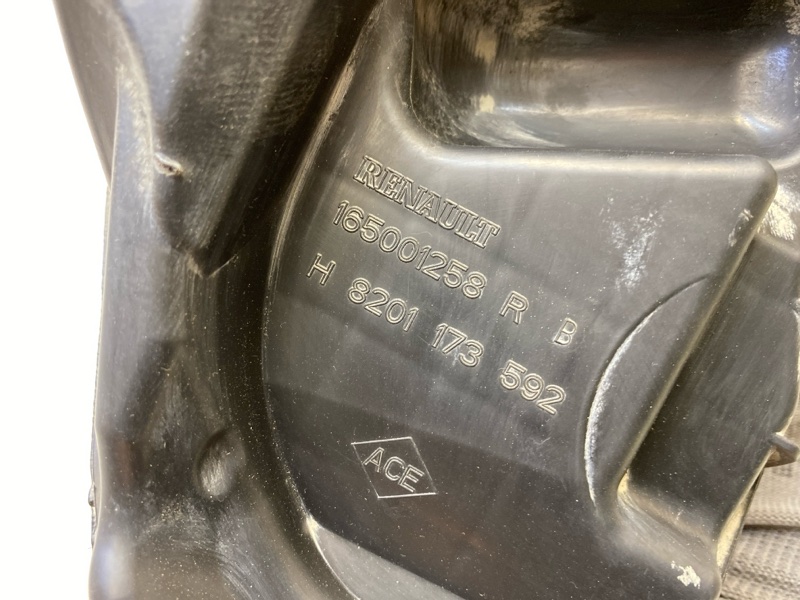 RENAULT
165001258 R B
H 8201 173 592
ACE